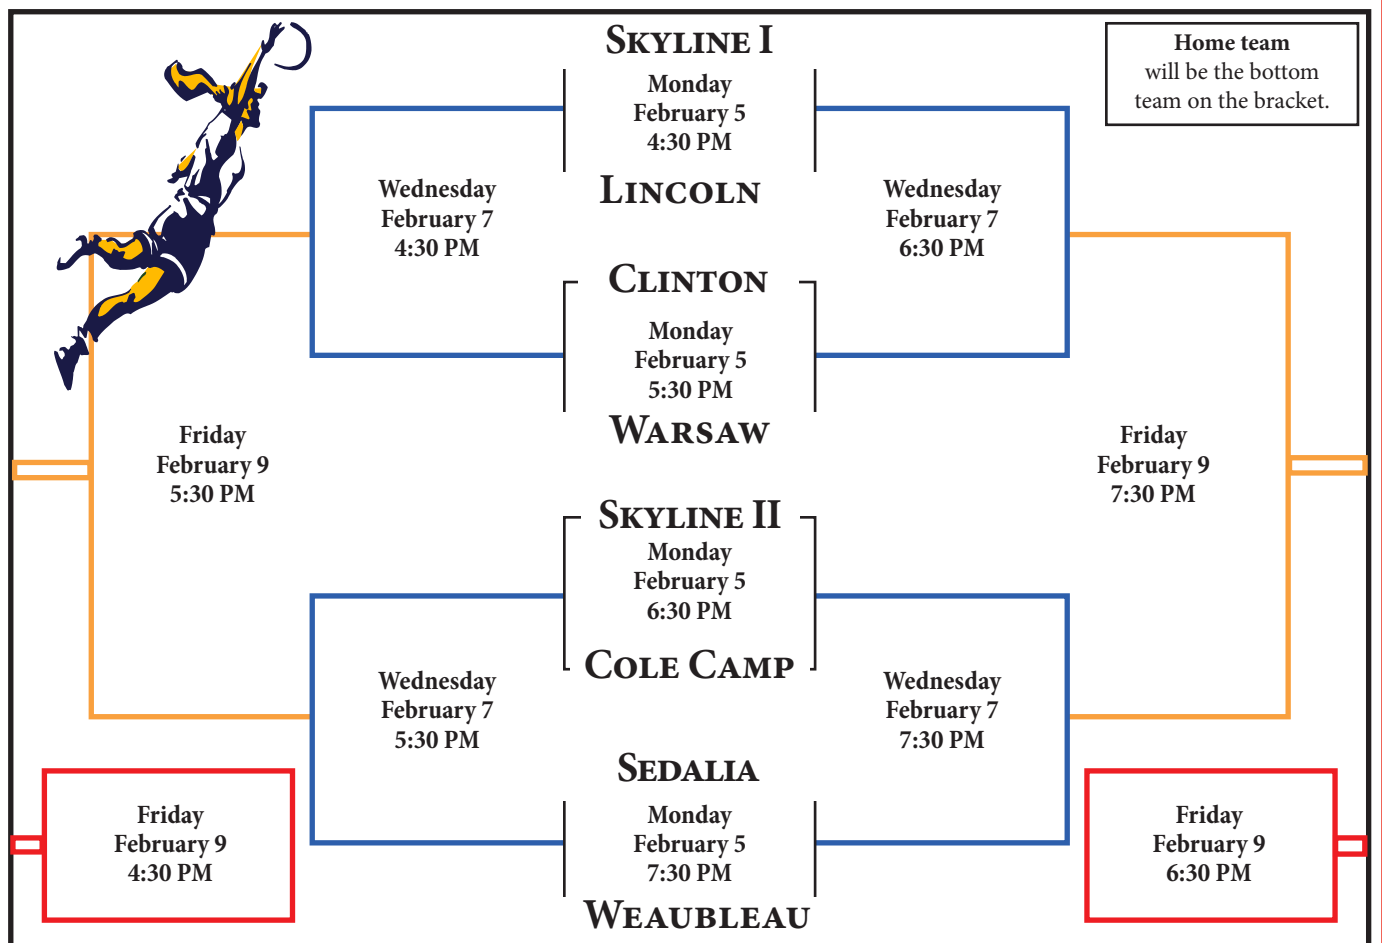 SKYLINE I
Home team
will be the bottom
team on the bracket.
Monday
February 5
4:30 PM
LINCOLN
Wednesday
February 7
4:30 PM
Wednesday
February 7
6:30 PM
CLINTON
Monday
February 5
5:30 PM
WARSAW
Friday
February 9
5:30 PM
Friday
February 9
7:30 PM
SKYLINE II
Monday
February 5
6:30 PM
COLE CAMP
Wednesday
February 7
5:30 PM
Wednesday
February 7
7:30 PM
SEDALIA
Monday
February 5
7:30 PM
WEAUBLEAU
Friday
February 9
4:30 PM
Friday
February 9
6:30 PM